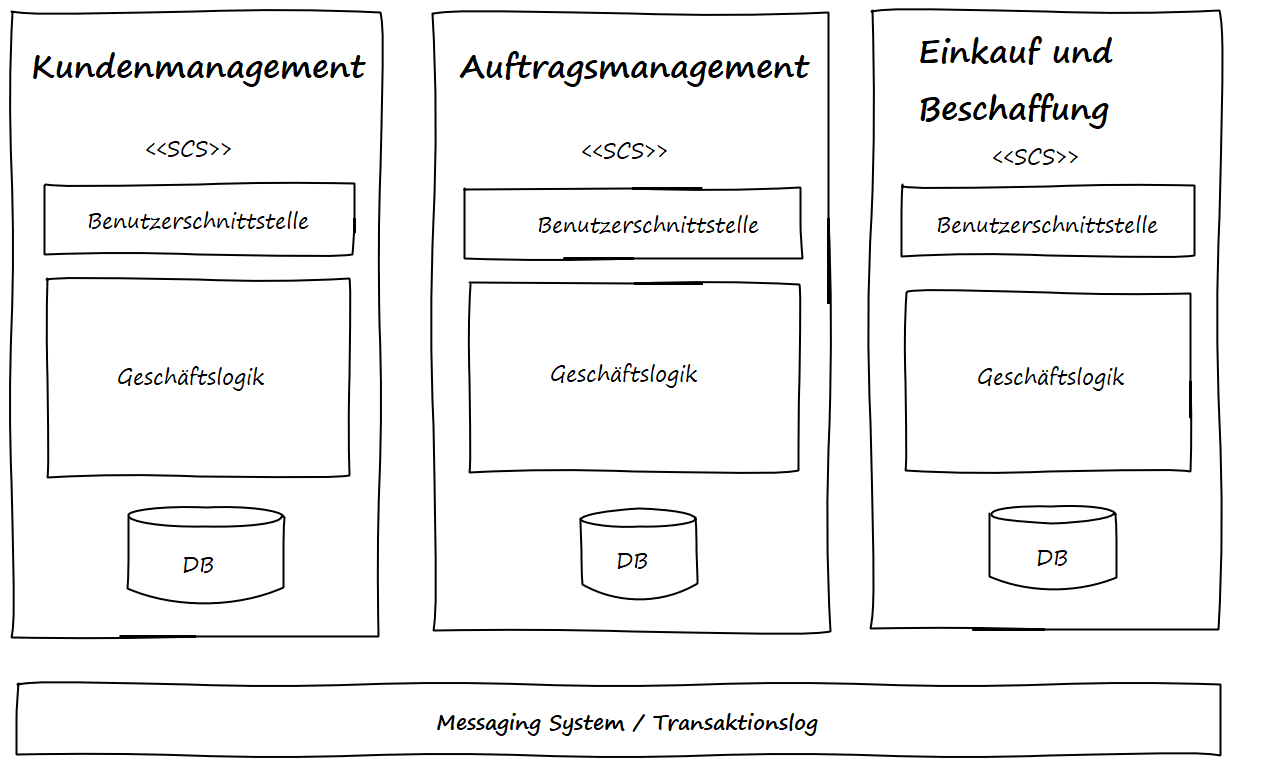 Kundenmanagement
<<SCS>>
Benutzerschnittstelle
Geschäftslogik
DB
Auftragsmanagement
<<SCS>>
Benutzerschnittstelle
Geschäftslogik
DB
Einkauf und
Beschaffung
<<SCS>>
Benutzerschnittstelle
Geschäftslogik
DB
Messaging System / Transaktionslog